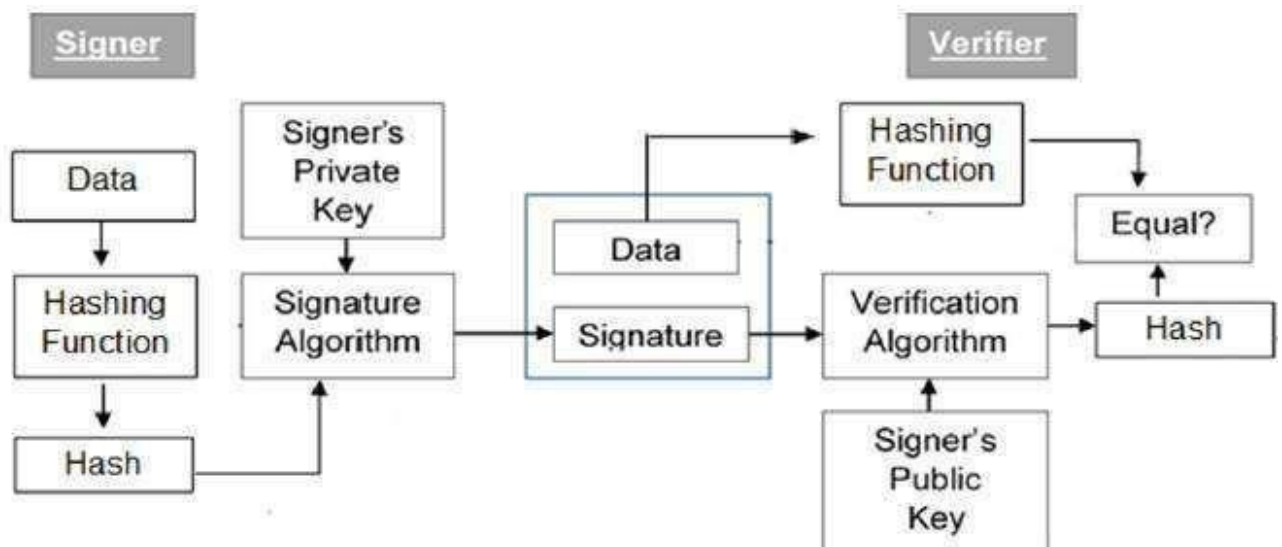 Signer
Verifier
Data
Hashing
Function
Hash
Signer's
Private
Key
Signature
Algorithm
Data
Signature
Hashing
Function
Verification
Algorithm
Signer's
Public
Key
Equal?
Hash